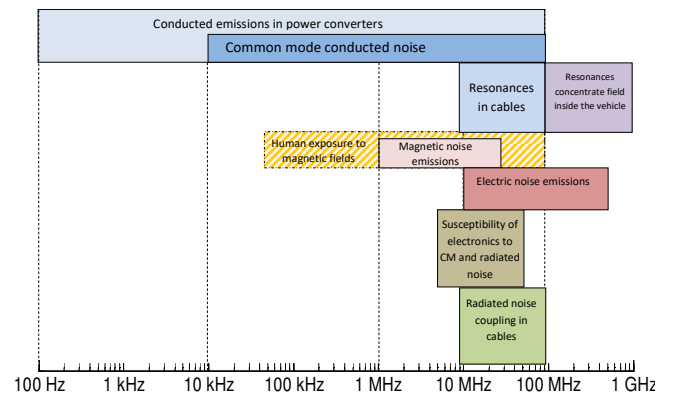 Conducted emissions in power converters
Common mode conducted noise
Resonances
in cables
Resonances
concentrate field
inside the vehicle
Human exposure to
magnetic fields
Magnetic noise
emissions
Electric noise emissions
Susceptibility of
electronics to
CM and radiated
noise
Radiated noise
coupling in
cables
100 Hz 1 kHz 10 kHz 100 kHz 1 MHz 10 MHz 100 MHz 1 GHz